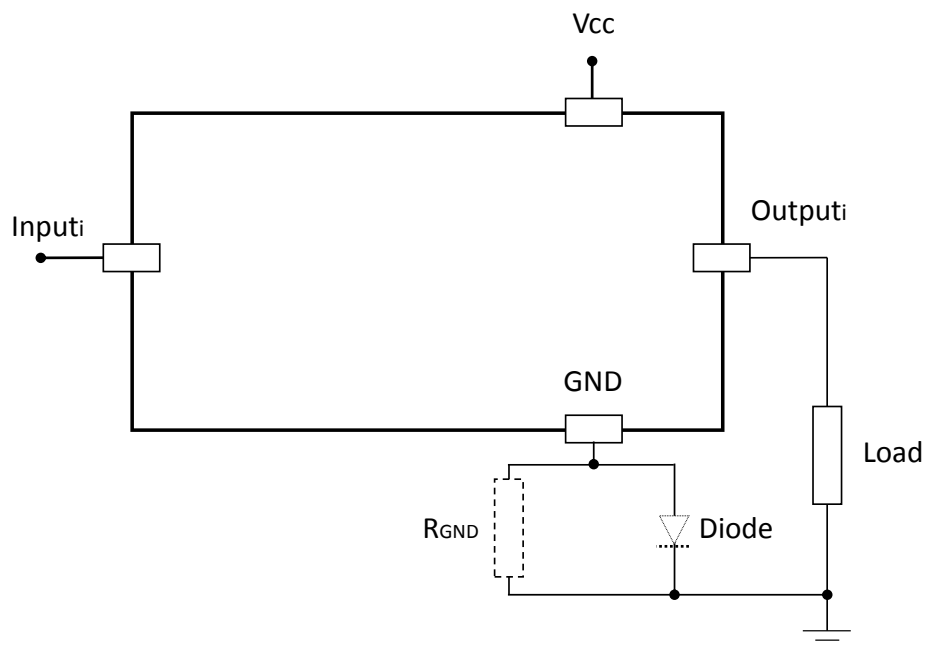 Vcc
Inputi
Outputi
GND
Load
RGND
Diode